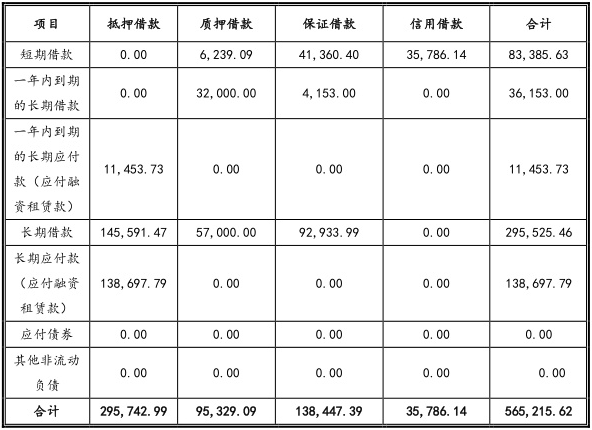 项目 抵押借款 质押借款 保证借款 信用借款 合计
短期借款 0.00 6,239.09 41,360.40 35,786.14 83,385.63
一年内到期
的长期借款 0.00 32,000.00 4,153.00 0.00 36,153.00
一年内到期
的长期应付
款（应付融
资租赁款） 11,453.73 0.00 0.00 0.00 11,453.73
长期借款 145,591.47 57,000.00 92,933.99 0.00 295,525.46
长期应付款
（应付融资
租赁款） 138,697.79 0.00 0.00 0.00 138,697.79
应付债券 0.00 0.00 0.00 0.00 0.00
其他非流动
负债 0.00 0.00 0.00 0.00 0.00
合计 295,742.99 95,329.09 138,447.39 35,786.14 565,215.62